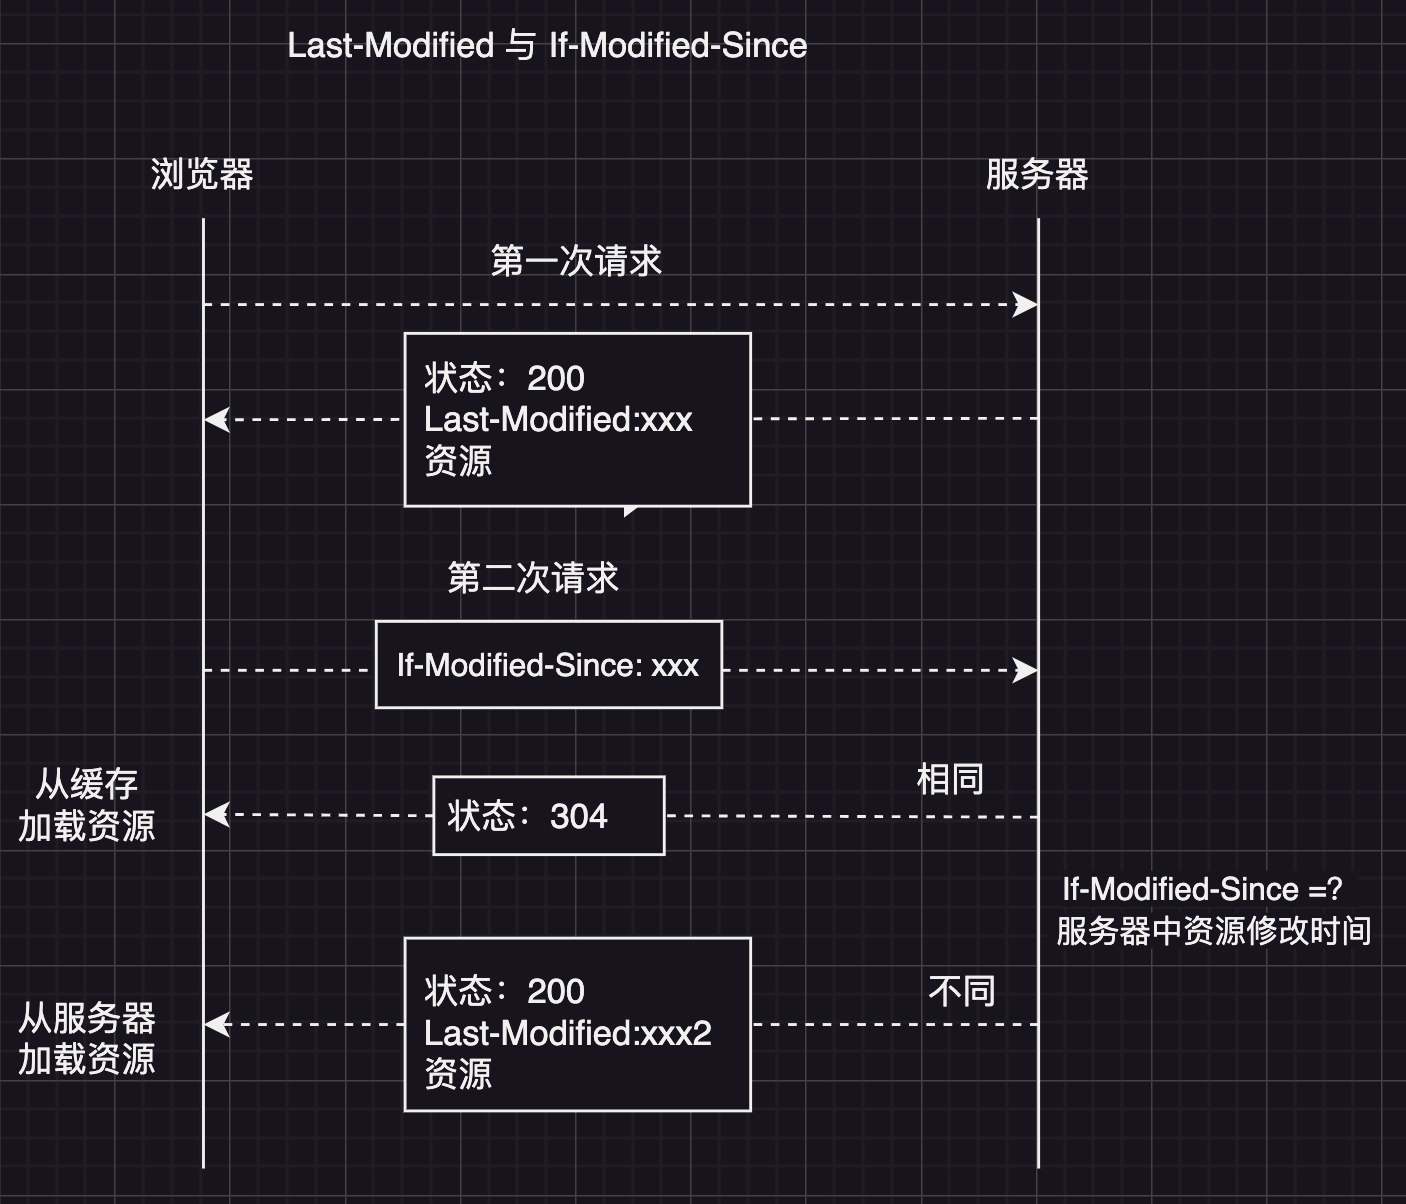 Last-Modified 与 If-Modified-Since
浏览器
服务器
第一次请求
状态：200
Last-Modified:xxx
资源
第二次请求
If-Modified-Since: xxx
从缓存
加载资源
状态：304
相同
If-Modified-Since =?
服务器中资源修改时间
从服务器
加载资源
状态：200
Last-Modified:xxx2
资源
不同